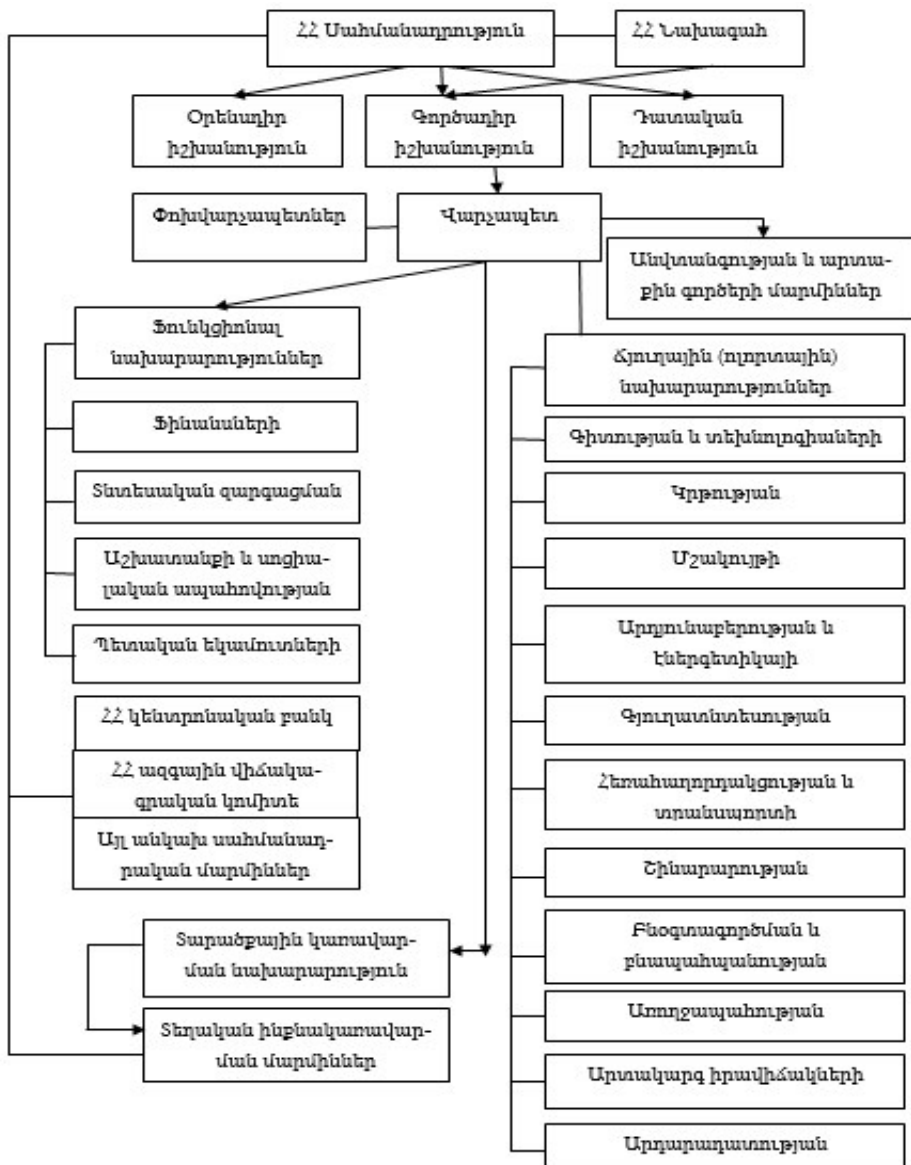 ՀՀ Սահմանադրություն
ՀՀ Նախագահ
Օրենսդիր
իշխանություն
Գործադիր
իշխանություն
Դատական
իշխանություն
Փոխվարչապետներ
Վարչապետ
Անվտանգության և արտա-
քին գործերի մարմիններ
Ֆունկցիոնալ
նախարարություններ
Ֆինանսների
Տնտեսական զարգացման
Աշխատանքի և սոցիա-
լական ապահովության
Պետական եկամուտների
ՀՀ կենտրոնական բանկ
ՀՀ ազգային վիճակա-
գրական կոմիտե
Այլ անկախ սահմանադ-
րական մարմիններ
Տարածքային կառավար-
ման նախարարություն
Տեղական ինքնակառավար-
ման մարմիններ
Ճյուղային (ոլորտային)
նախարարություններ
Գիտության և տեխնոլոգիաների
Կրթության
Մշակույթի
Արդյունաբերության և
էներգետիկայի
Գյուղատնտեսության
Հեռահաղորդակցության և
տրանսպորտի
Շինարարության
Բնօգտագործման և
բնապահպանության
Առողջապահության
Արտակարգ իրավիճակների
Արդարադատության